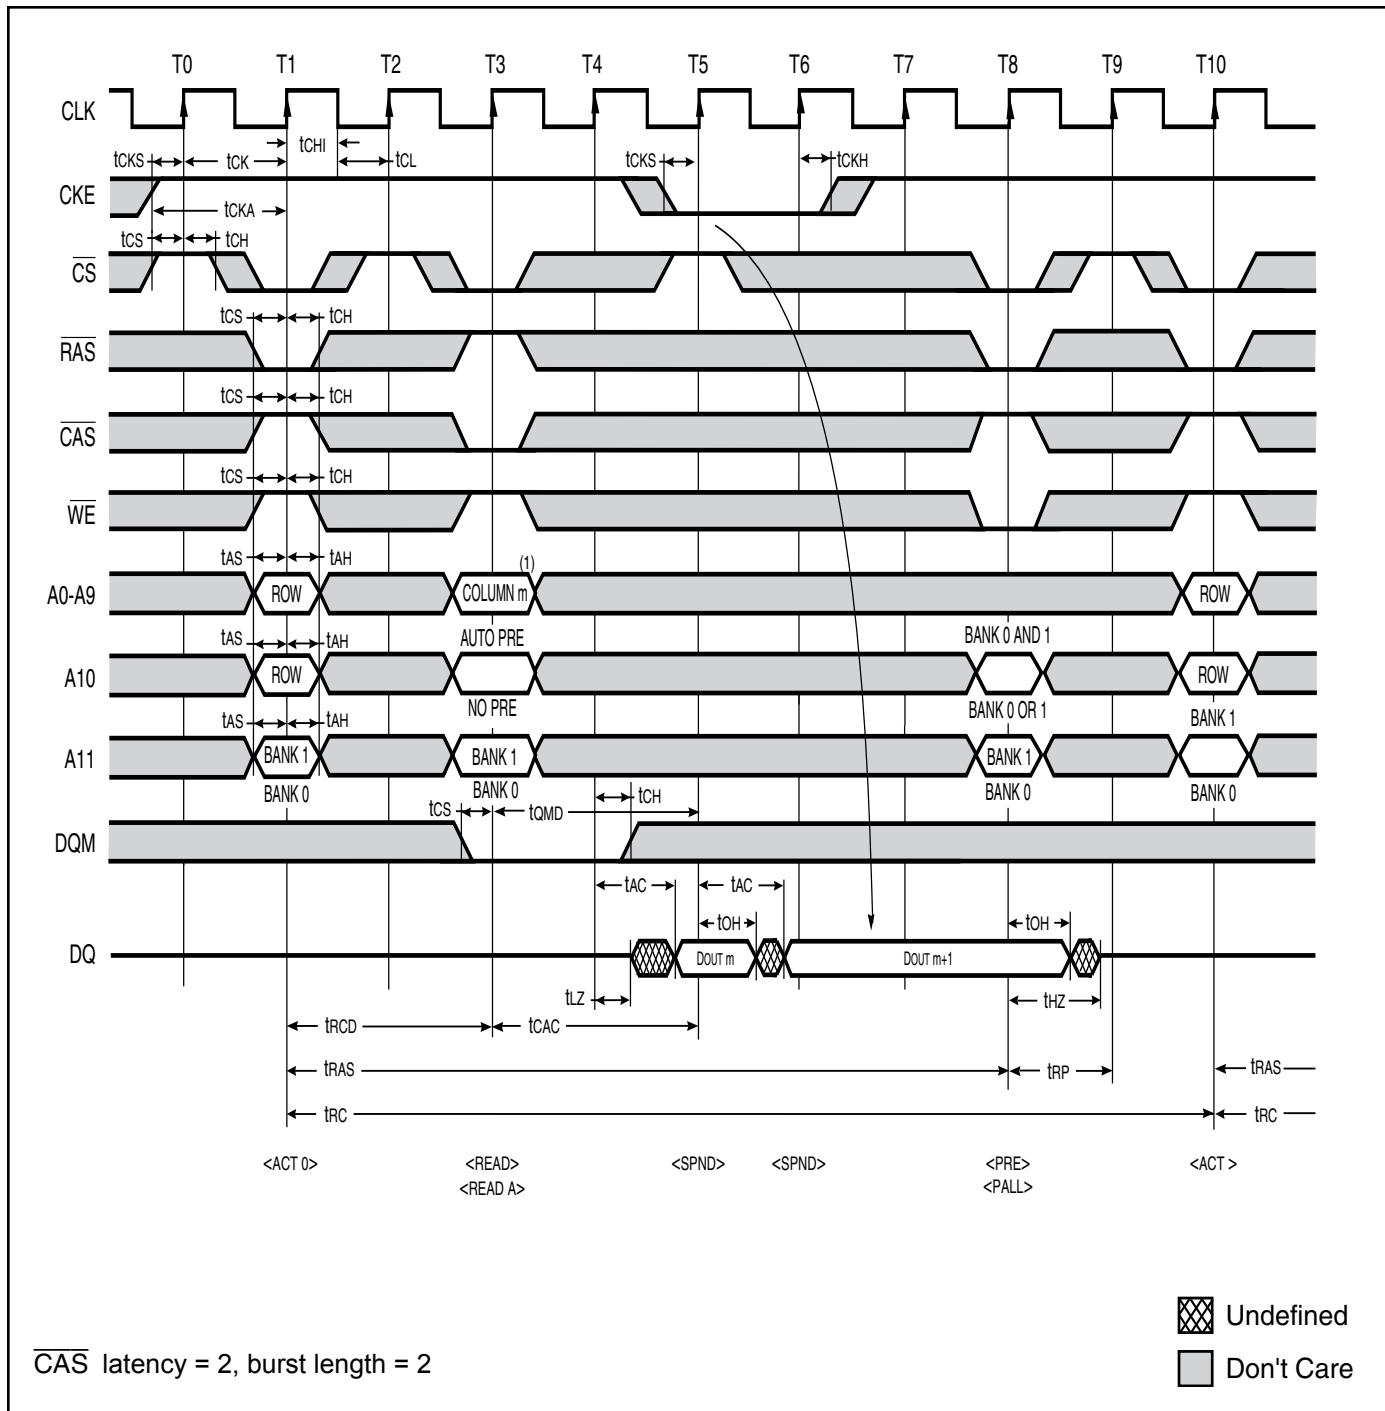 T0 T1 T2 T3 T4 T5 T6 T7 T8 T9 T10
CLK
tCHI
tCKS tCK tCL tCKS tCKH
CKE
tCKA
tCS tCH
CS
tCS tCH
RAS
tCS tCH
CAS
tCS tCH
WE
tAS tAH (1)
A0-A9 ROW COLUMN m ROW
tAS tAH AUTO PRE BANK 0 AND 1
A10 ROW ROW
NO PRE BANK 0 OR 1 BANK 1
tAS tAH
A11 BANK 1 BANK 1 BANK 1
BANK 0 BANK 0 BANK 0 BANK 0
tCS tQMD tCH
DQM
tAC tAC
tOH tOH
DQ DOUT m DOUT m+1
tLZ tHZ
tRCD tCAC
tRAS tRP tRAS
tRC tRC
<ACT 0> <READ> <SPND> <SPND> <PRE> <ACT >
<READ A> <PALL>
Undefined
CAS latency = 2, burst length = 2
Don't Care